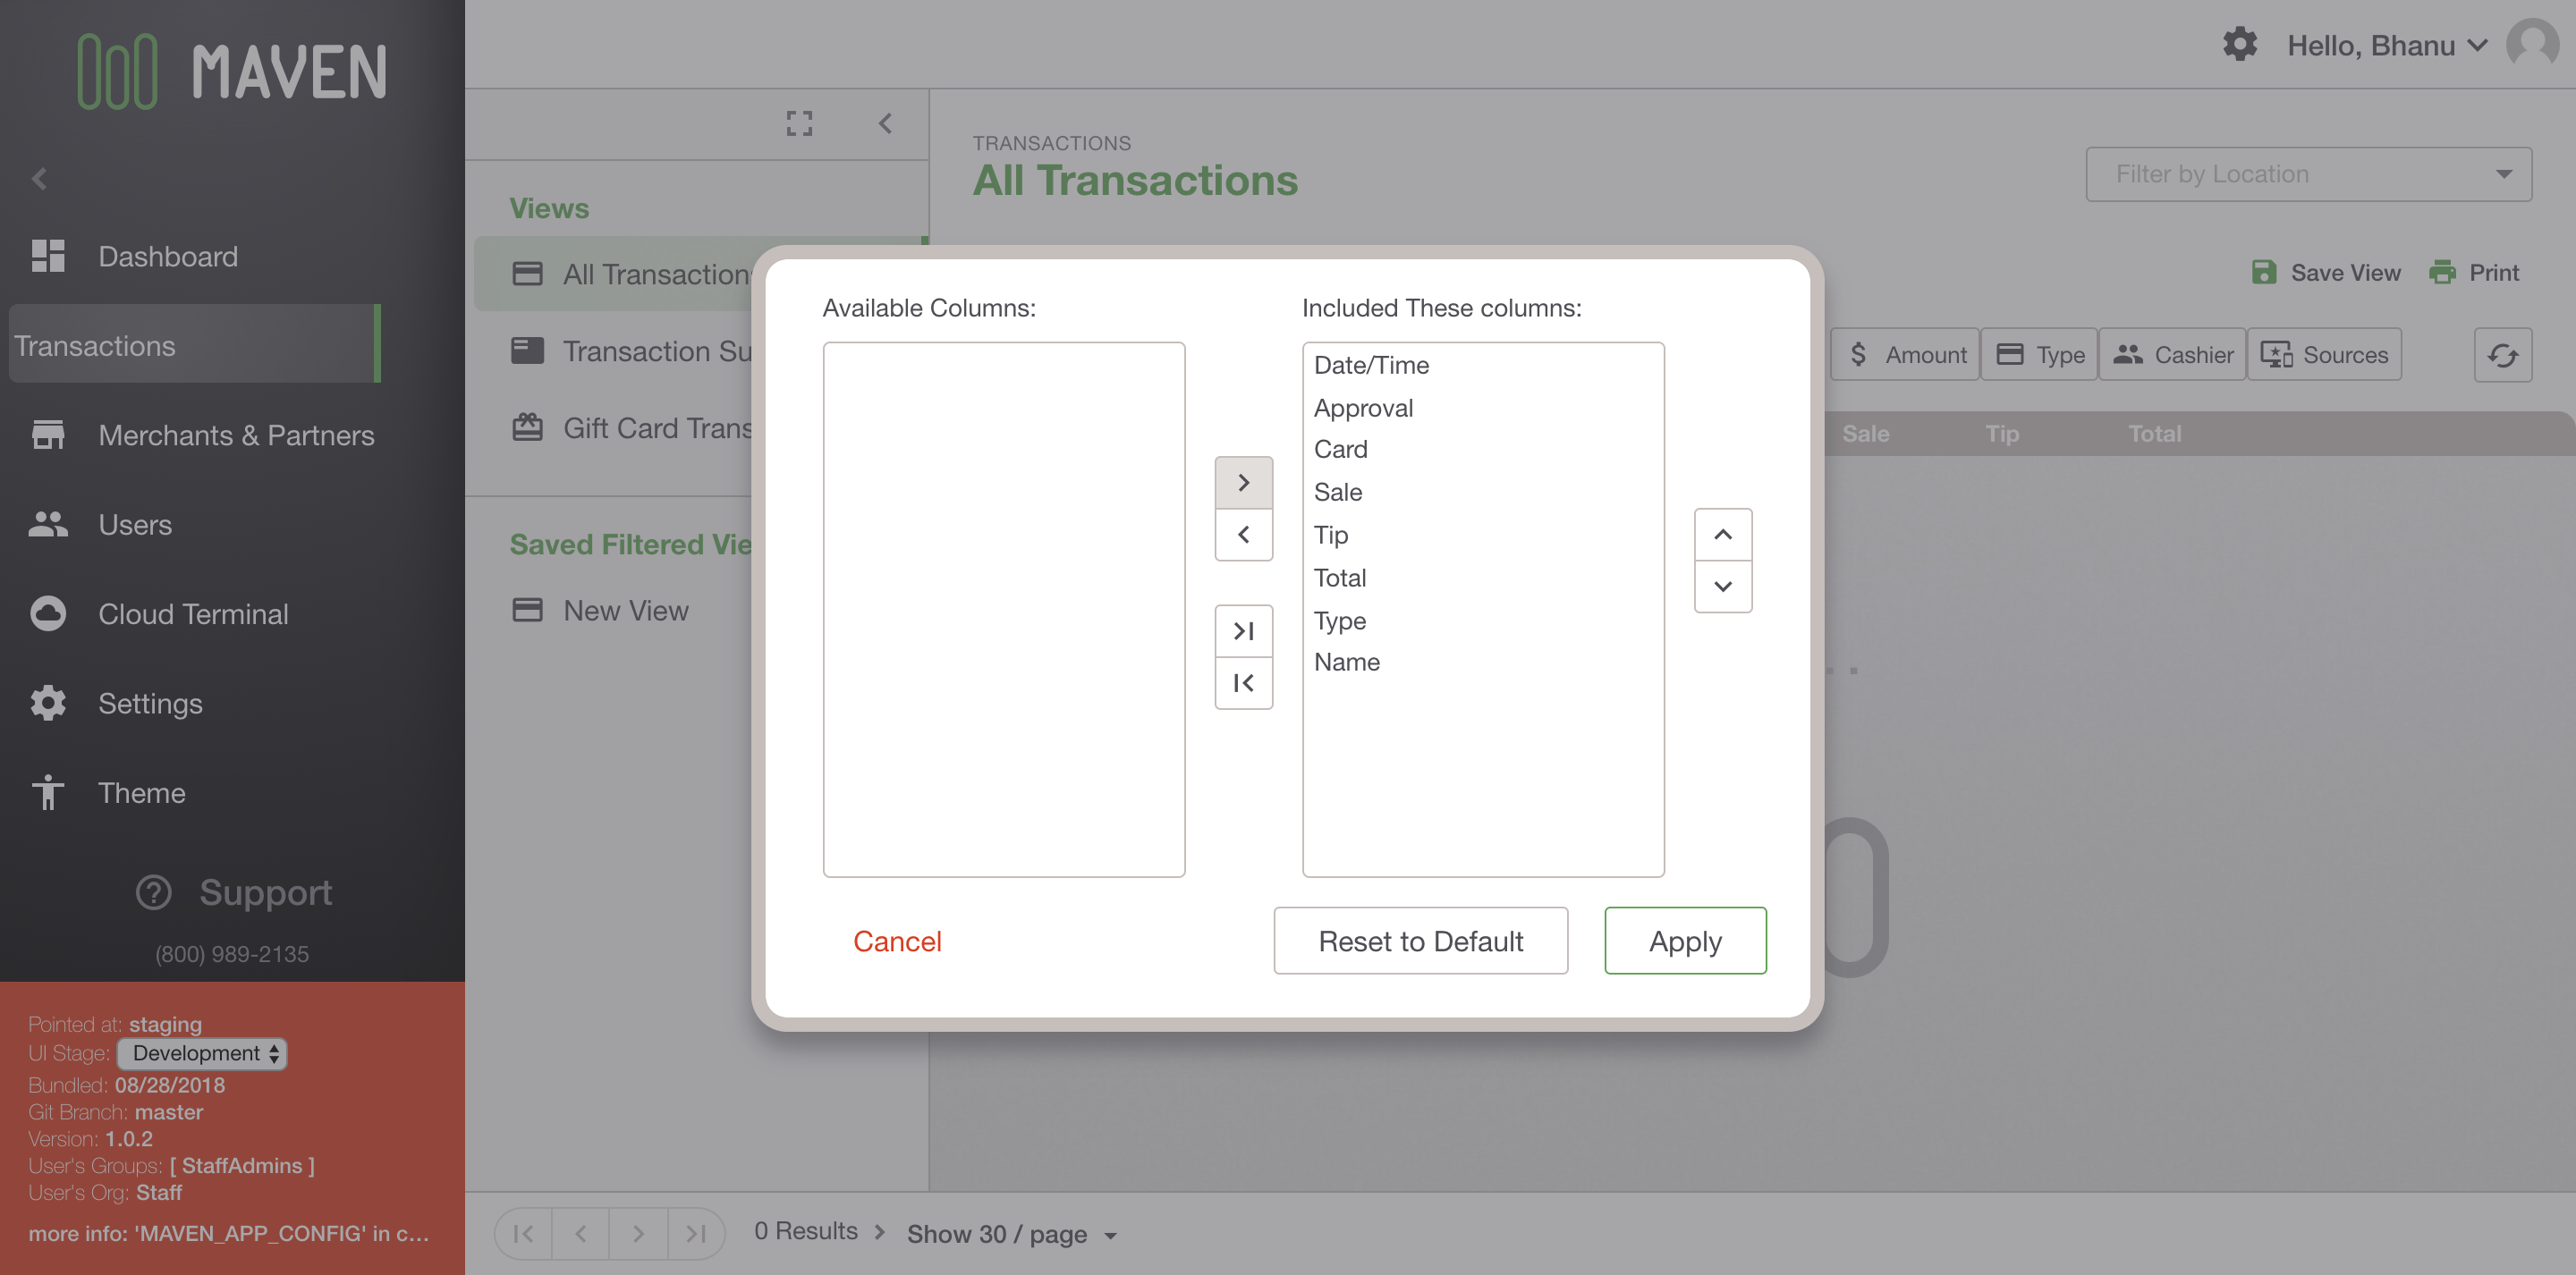 MAVEN
Dashboard
Transactions
Merchants & Partners
Users
Cloud Terminal
Settings
Theme
Support
(800) 989-2135
Pointed at: staging
UI Stage: Development
Bundled: 08/28/2018
Git Branch: master
Version: 1.0.2
User's Groups: [ StaffAdmins ]
User's Org: Staff
more info: 'MAVEN_APP_CONFIG' in c...
Hello, Bhanu
Views
All Transactions
Transaction Su
Gift Card Trans
Saved Filtered Vie
New View
TRANSACTIONS
All Transactions
Filter by Location
Save View
Print
$ Amount
Type
Cashier
Sources
Sale
Tip
Total
Available Columns:
Included These columns:
Date/Time
Approval
Card
Sale
Tip
Total
Type
Name
Cancel
Reset to Default
Apply
0 Results
Show 30 / page